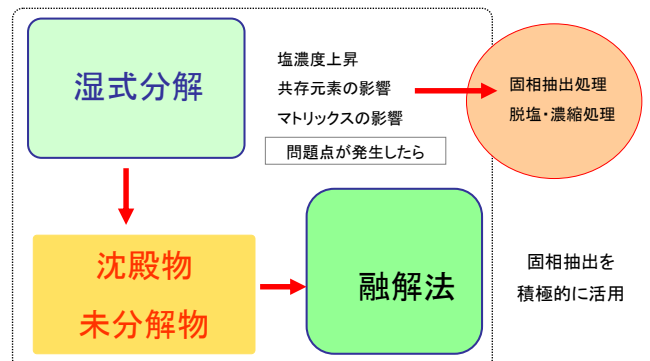 湿式分解
塩濃度上昇
共存元素の影響
マトリックスの影響
問題点が発生したら
固相抽出処理
脱塩・濃縮処理
沈殿物
未分解物
融解法
固相抽出を
積極的に活用